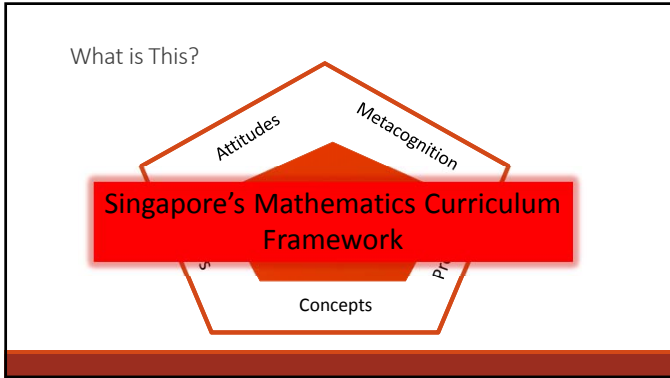 What is This?
Attitudes
Metacognition
Singapore's Mathematics Curriculum
Framework
Concepts